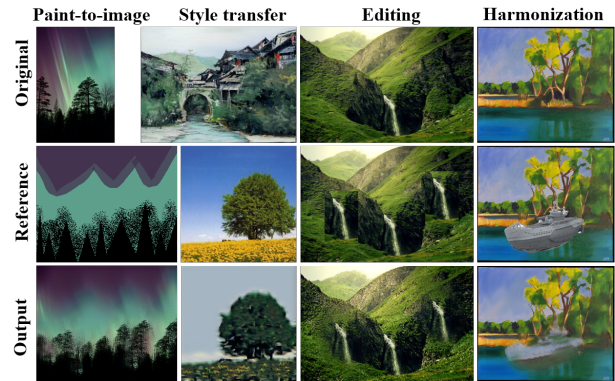 Paint-to-image Style transfer Editing Harmonization
Original
Reference
Output